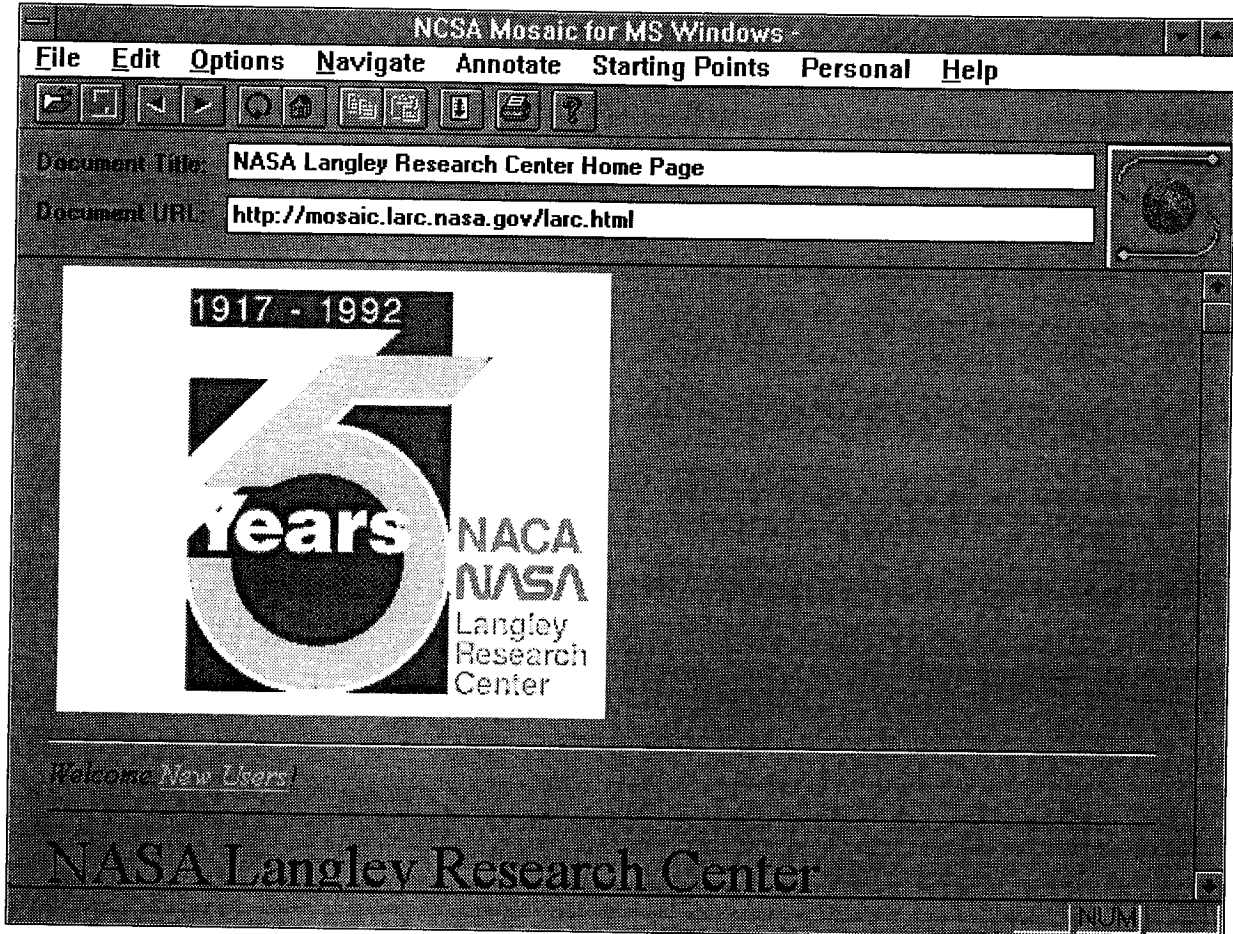 NCSA Mosaic for MS Windows -
File Edit Options Navigate Annotate Starting Points Personal Help
Document Title: NASA Langley Research Center Home Page
Document URL: http://mosaic.larc.nasa.gov/larc.html
1917 - 1992
75
Years
NACA
NASA
Langley
Research
Center
Welcome New Users!
NASA Langley Research Center
NUM